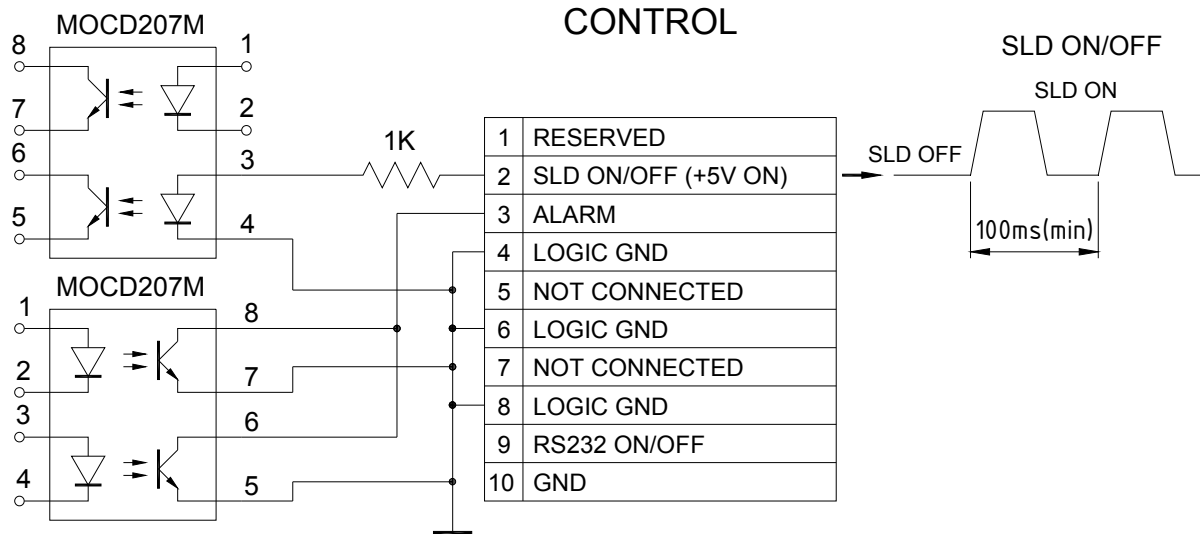 CONTROL
MOCD207M
8
7
6
5
1
2
3
4
1K
MOCD207M
1
2
3
4
8
7
6
5
1 RESERVED
2 SLD ON/OFF (+5V ON)
3 ALARM
4 LOGIC GND
5 NOT CONNECTED
6 LOGIC GND
7 NOT CONNECTED
8 LOGIC GND
9 RS232 ON/OFF
10 GND
SLD ON/OFF
SLD ON
SLD OFF
100ms(min)